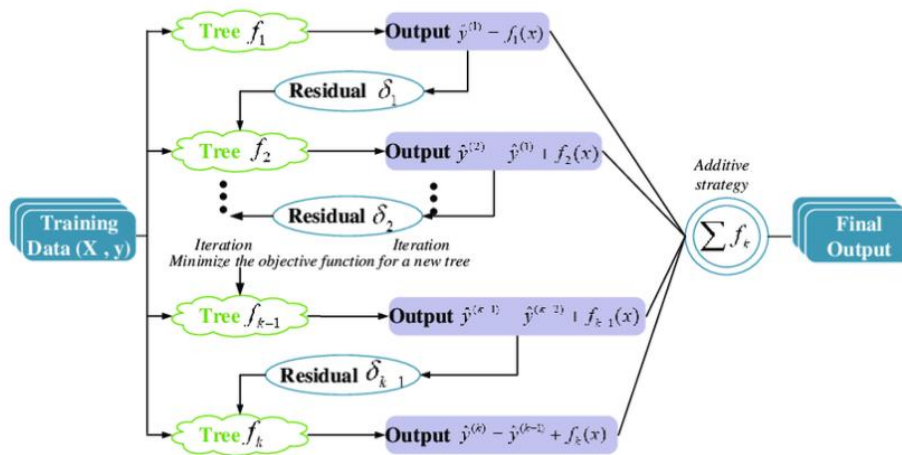 Tree f₁
Output ŷ⁽¹⁾ − f₁(x)
Residual δ₁
Tree f₂
Output ŷ⁽²⁾ ŷ⁽¹⁾ + f₂(x)
Additive
strategy
Residual δ₂
Training
Data (X , y)
∑ fₖ
Final
Output
Iteration Iteration
Minimize the objective function for a new tree
Tree fₖ₋₁
Output ŷ⁽ᵏ⁻¹⁾ ŷ⁽ᵏ⁻²⁾ + fₖ₋₁(x)
Residual δₖ₋₁
Tree fₖ
Output ŷ⁽ᵏ⁾ − ŷ⁽ᵏ⁻¹⁾ + fₖ(x)